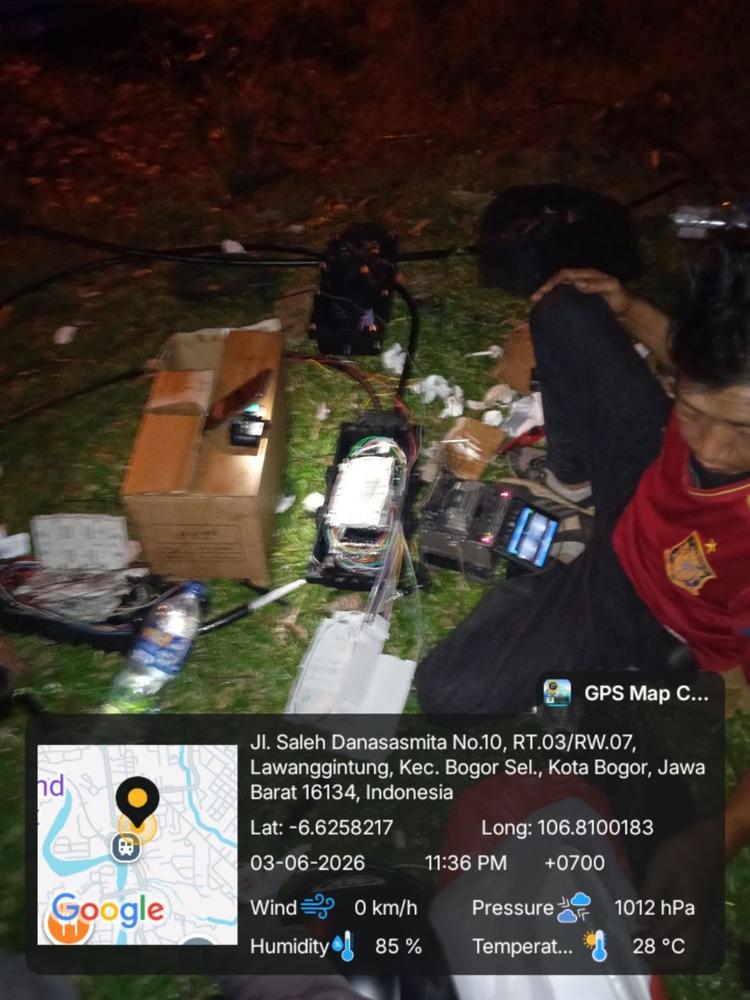 GPS Map C...
Jl. Saleh Danasasmita No.10, RT.03/RW.07,
Lawanggintung, Kec. Bogor Sel., Kota Bogor, Jawa
Barat 16134, Indonesia
Lat: -6.6258217 Long: 106.8100183
03-06-2026 11:36 PM +0700
Wind 0 km/h Pressure 1012 hPa
Humidity 85 % Temperat... 28 °C
nd
Google